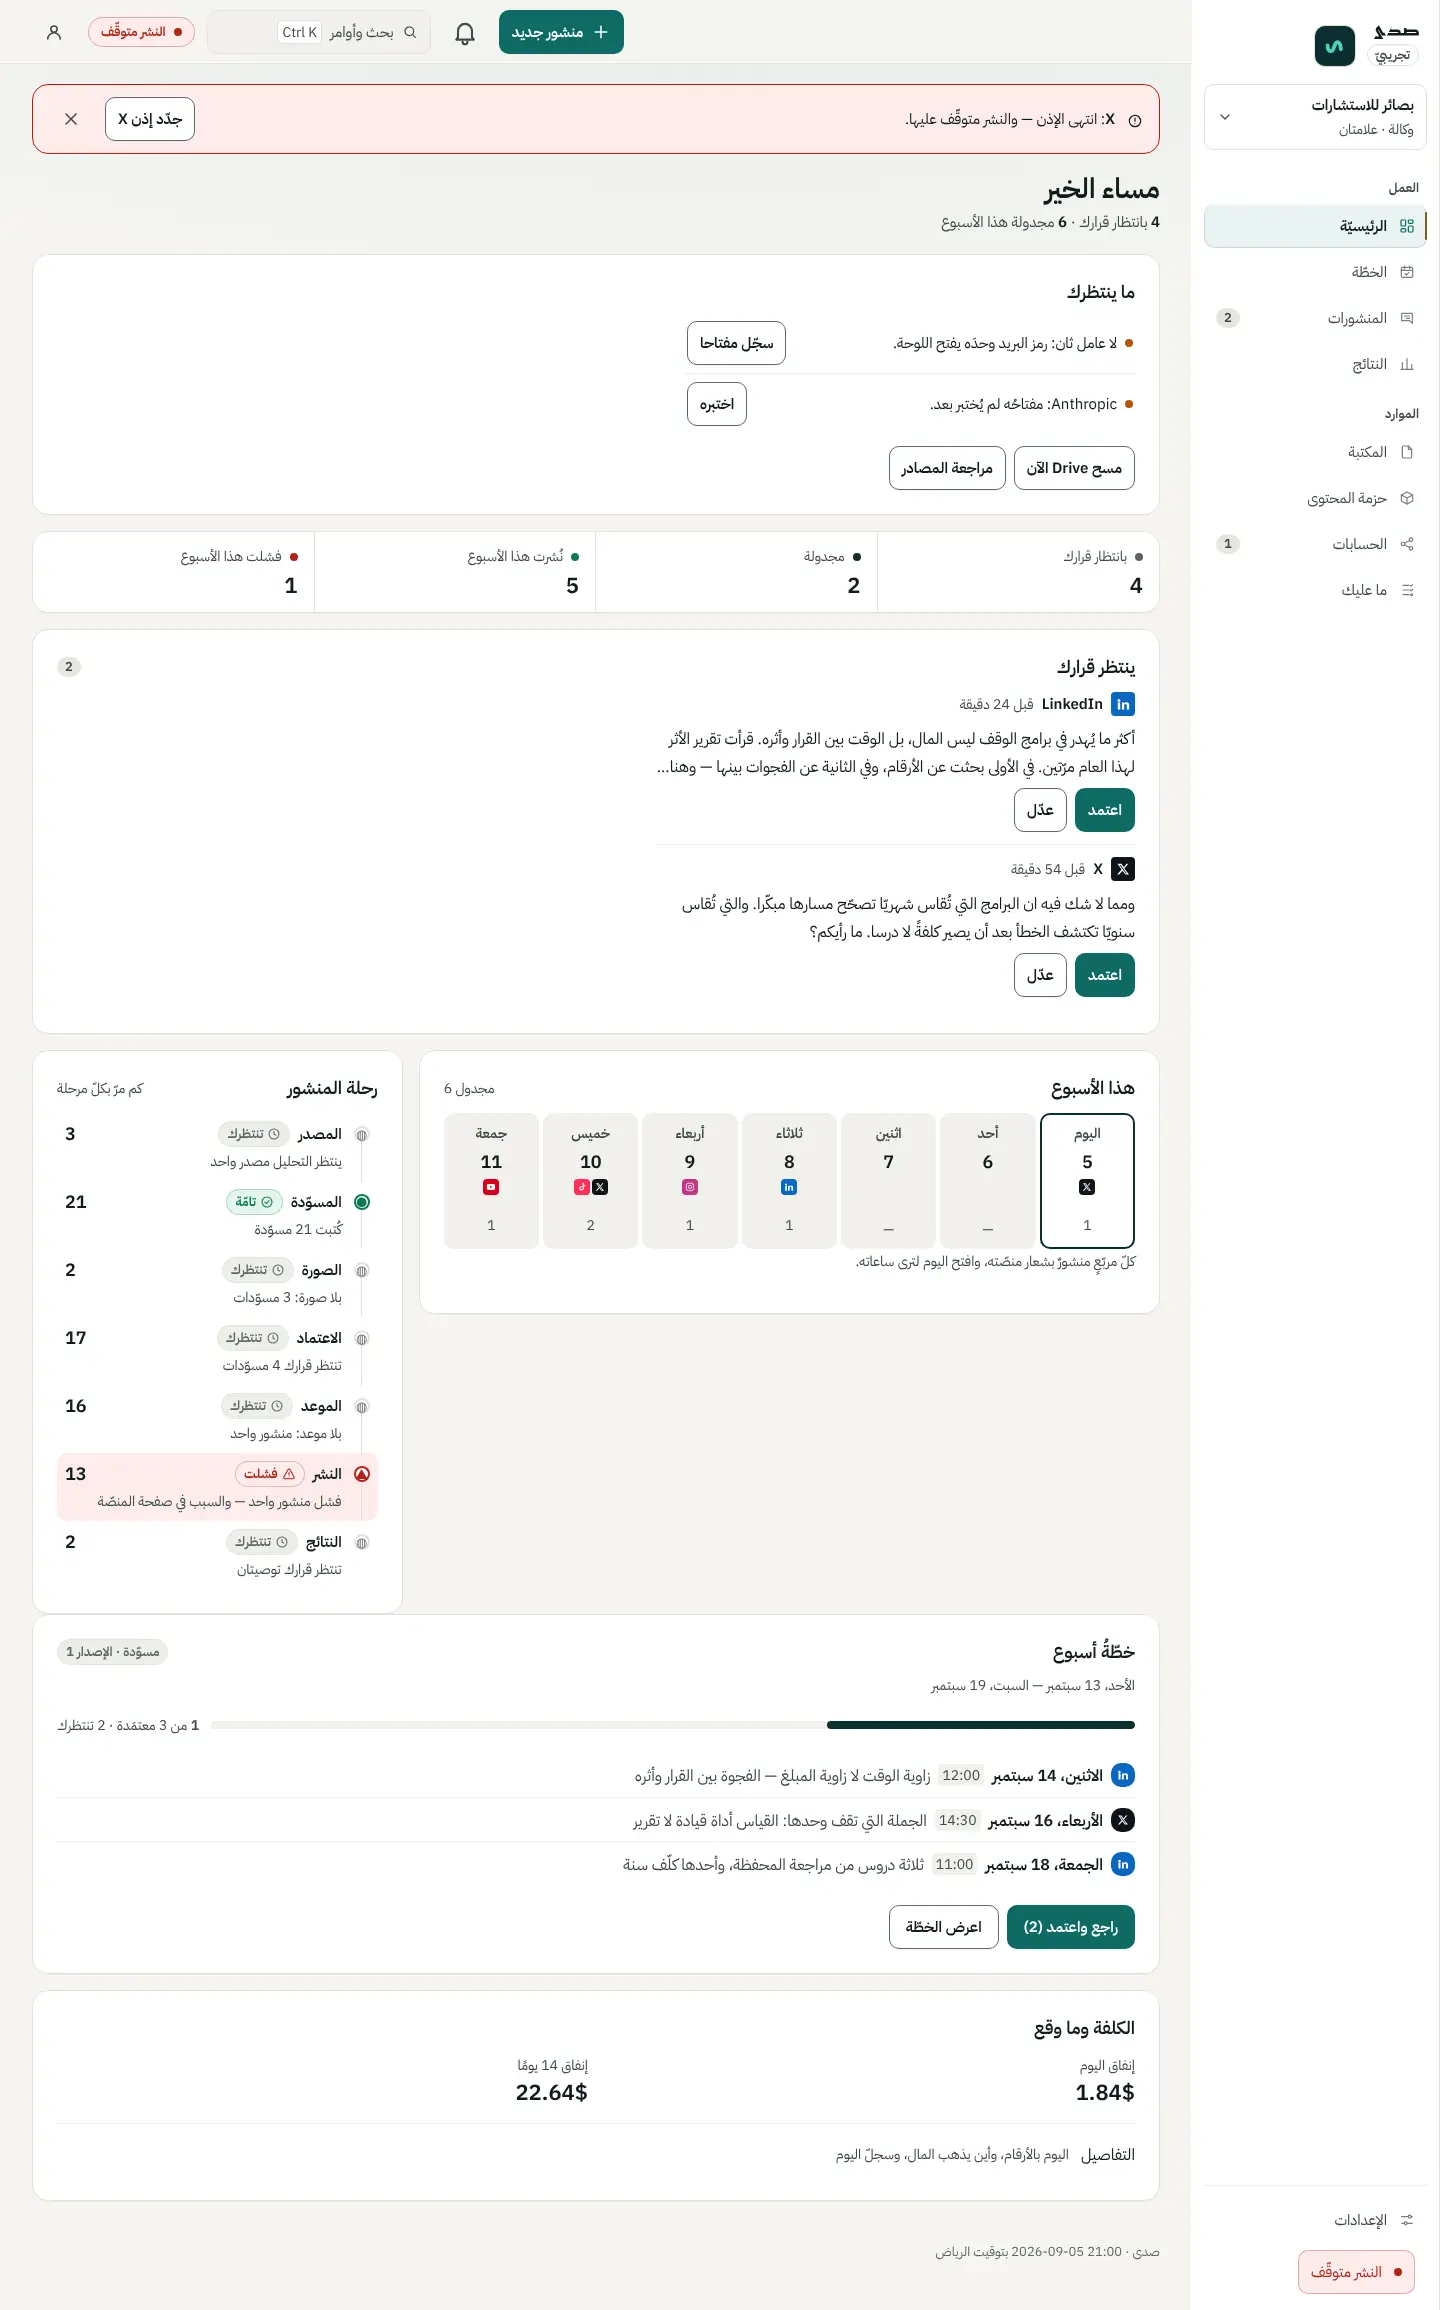 صدى
تجريبيّ
بصائر للاستشارات
وكالة · علامتان
العمل
الرئيسيّة
الخطّة
المنشورات 2
النتائج
الموارد
المكتبة
حزمة المحتوى
الحسابات 1
ما عليك
الإعدادات
النشر متوقّف
منشور جديد
بحث وأوامر Ctrl K
النشر متوقّف
X: انتهى الإذن — والنشر متوقّف عليها.
جدّد إذن X
مساء الخير
4 بانتظار قرارك · 6 مجدولة هذا الأسبوع
ما ينتظرك
لا عامل ثان: رمز البريد وحدَه يفتح اللوحة. سجّل مفتاحا
Anthropic: مفتاحُه لم يُختبر بعد. اختبره
مسح Drive الآن مراجعة المصادر
بانتظار قرارك
4
مجدولة
2
نُشرت هذا الأسبوع
5
فشلت هذا الأسبوع
1
ينتظر قرارك 2
LinkedIn قبل 24 دقيقة
أكثر ما يُهدر في برامج الوقف ليس المال، بل الوقت بين القرار وأثره. قرأت تقرير الأثر
لهذا العام مرّتين. في الأولى بحثت عن الأرقام، وفي الثانية عن الفجوات بينها — وهنا...
اعتمد عدّل
X قبل 54 دقيقة
ومما لا شك فيه ان البرامج التي تُقاس شهريّا تصحّح مسارها مبكّرا. والتي تُقاس
سنويّا تكتشف الخطأ بعد أن يصير كلفةً لا درسا. ما رأيكم؟
اعتمد عدّل
هذا الأسبوع مجدول 6
اليوم 5 1
أحد 6 —
اثنين 7 —
ثلاثاء 8 1
أربعاء 9 1
خميس 10 2
جمعة 11 1
كلّ مربّعٍ منشورٌ بشعار منصّته، وافتح اليوم لترى ساعاته.
رحلة المنشور كم مرّ بكلّ مرحلة
المصدر تنتظرك 3
ينتظر التحليل مصدر واحد
المسوّدة تامّة 21
كُتبت 21 مسوّدة
الصورة تنتظرك 2
بلا صورة: 3 مسوّدات
الاعتماد تنتظرك 17
تنتظر قرارك 4 مسوّدات
الموعد تنتظرك 16
بلا موعد: منشور واحد
النشر فشلت 13
فشل منشور واحد — والسبب في صفحة المنصّة
النتائج تنتظرك 2
تنتظر قرارك توصيتان
خطّةُ أسبوع مسوّدة · الإصدار 1
الأحد، 13 سبتمبر — السبت، 19 سبتمبر
1 من 3 معتمَدة · 2 تنتظرك
الاثنين، 14 سبتمبر 12:00 زاوية الوقت لا زاوية المبلغ — الفجوة بين القرار وأثره
الأربعاء، 16 سبتمبر 14:30 الجملة التي تقف وحدها: القياس أداة قيادة لا تقرير
الجمعة، 18 سبتمبر 11:00 ثلاثة دروس من مراجعة المحفظة، وأحدها كلّف سنة
راجع واعتمد (2) اعرض الخطّة
الكلفة وما وقع
إنفاق اليوم
1.84$
إنفاق 14 يومًا
22.64$
التفاصيل اليوم بالأرقام، وأين يذهب المال، وسجلّ اليوم
صدى · 21:00 2026-09-05 بتوقيت الرياض